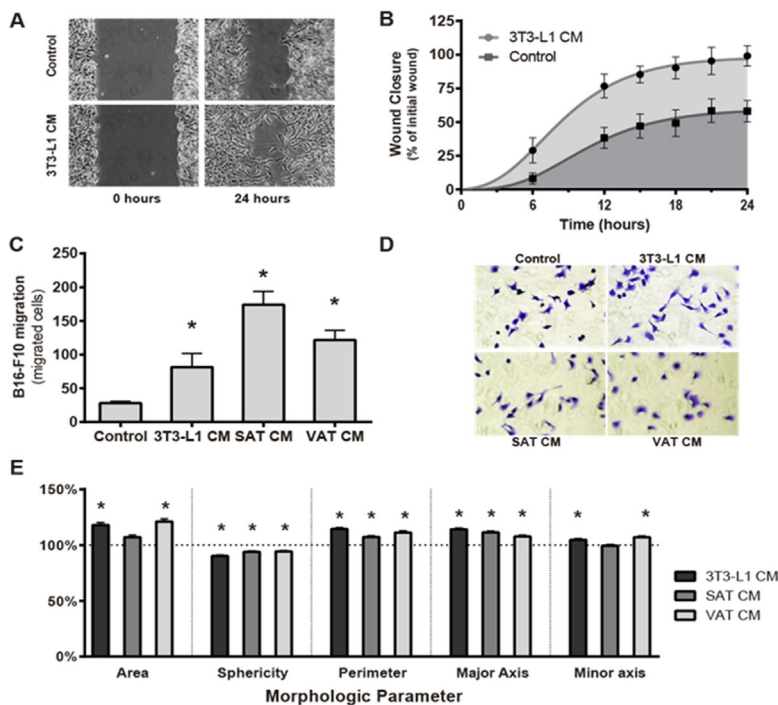 A
Control
3T3-L1 CM
0 hours
24 hours
B
3T3-L1 CM
Control
Wound Closure
(% of initial wound)
125
100
75
50
25
0
0
6
12
18
24
Time (hours)
C
B16-F10 migration
(migrated cells)
250
200
150
100
50
0
*
*
*
Control
3T3-L1 CM
SAT CM
VAT CM
D
Control
3T3-L1 CM
SAT CM
VAT CM
E
150%
100%
100%
0%
* * * * * * * * * * * * *
3T3-L1 CM
SAT CM
VAT CM
Area
Sphericity
Perimeter
Major Axis
Minor axis
Morphologic Parameter